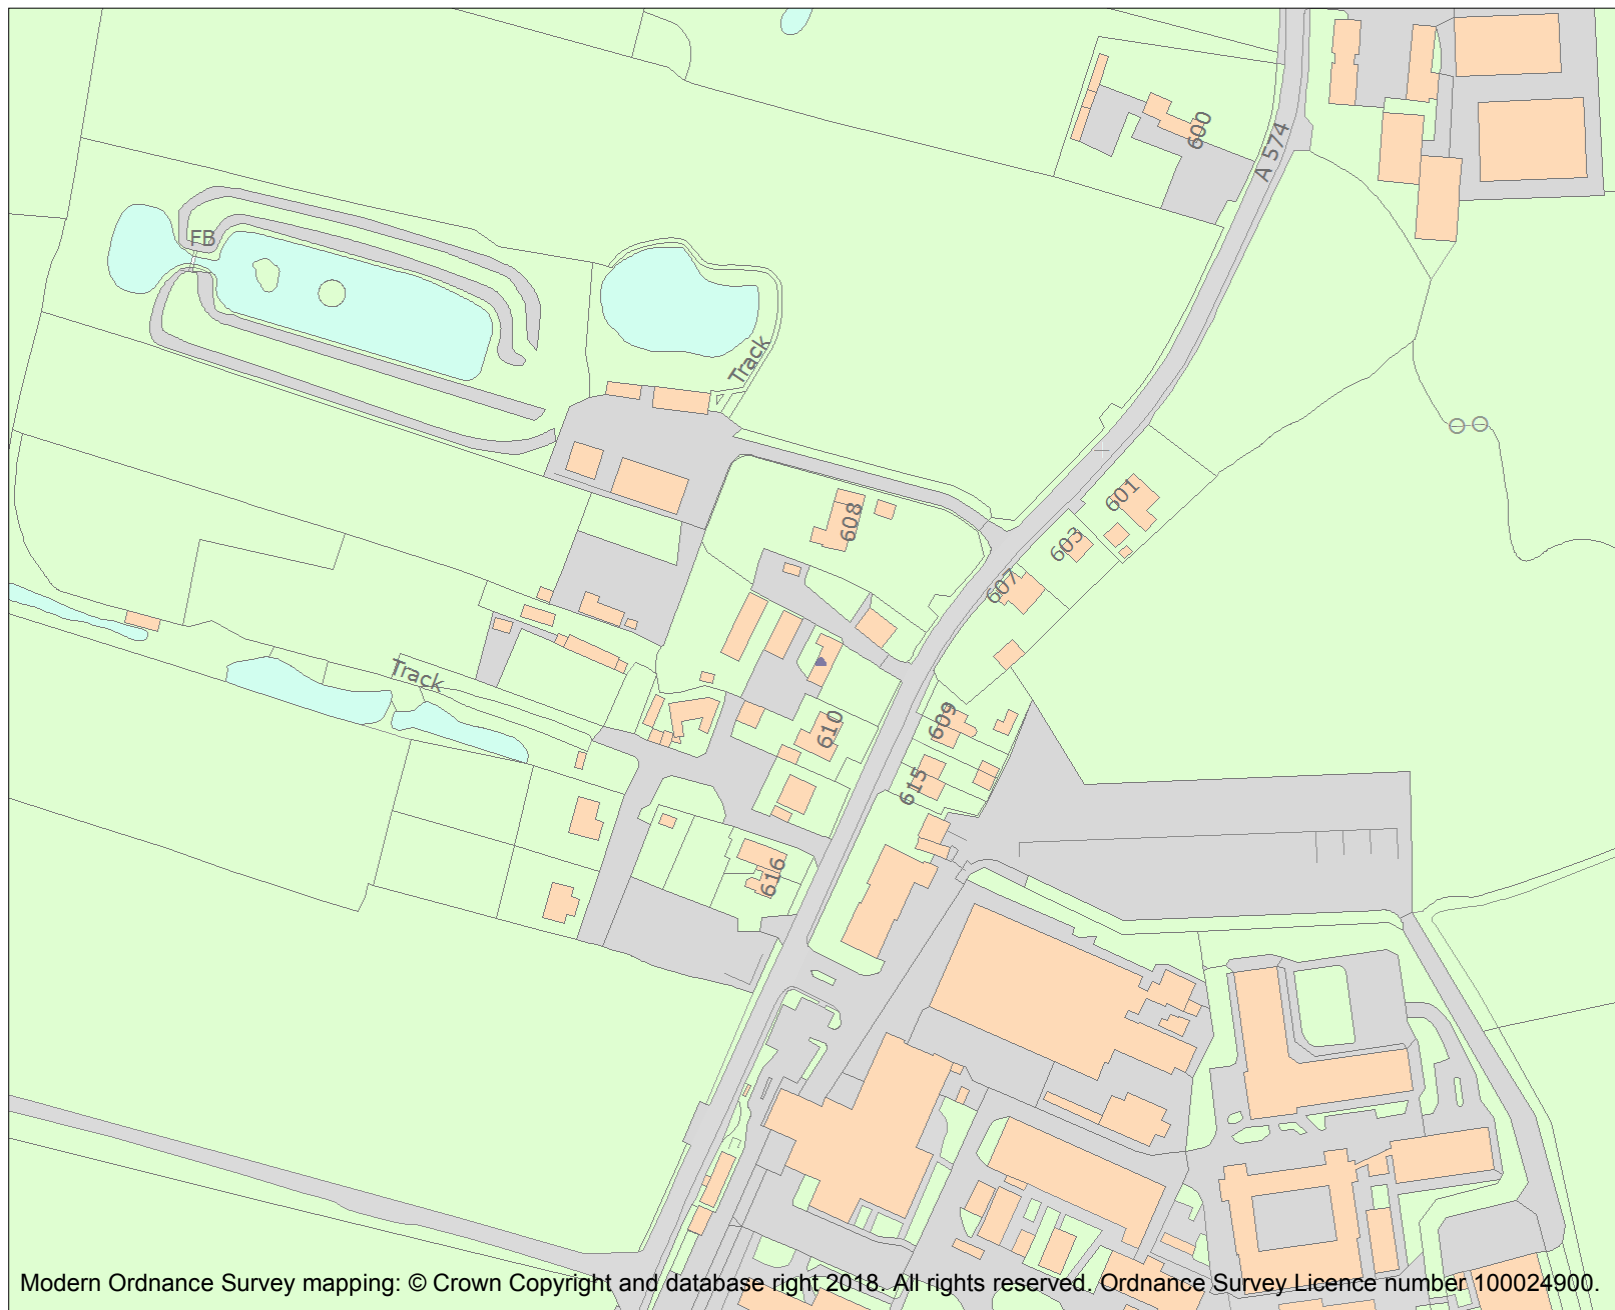 600
A 574
FB
Track
601
608
603
607
Track
609
610
615
616
Modern Ordnance Survey mapping: © Crown Copyright and database right 2018. All rights reserved. Ordnance Survey Licence number 100024900.